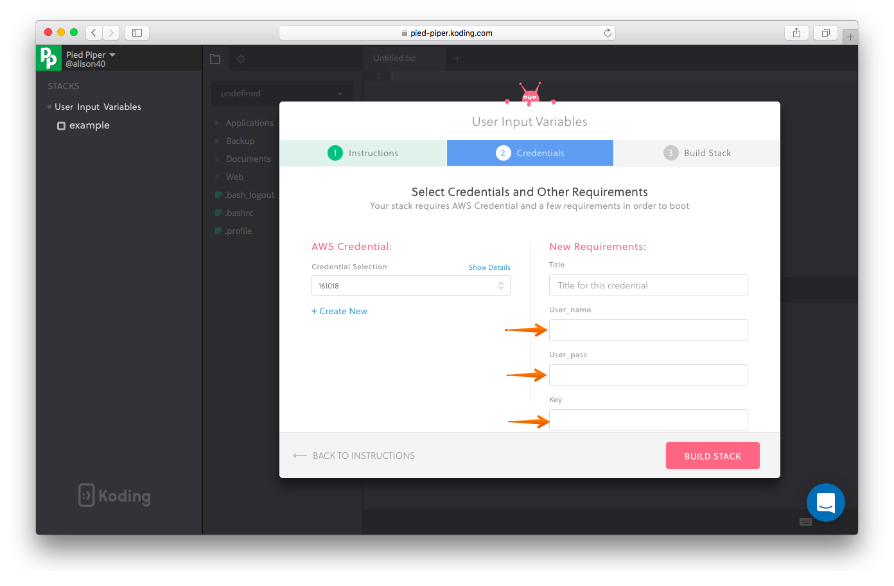 pied-piper.koding.com
Pp
Pied Piper
@alison40
STACKS
User Input Variables
example
Koding
undefined
Applications
Backup
Documents
Web
.bash_logout
.bashrc
.profile
Untitled.txt
1
User Input Variables
1 Instructions
2 Credentials
3 Build Stack
Select Credentials and Other Requirements
Your stack requires AWS Credential and a few requirements in order to boot
AWS Credential:
Credential Selection Show Details
161018
+ Create New
New Requirements:
Title
Title for this credential
User_name
User_pass
Key
BACK TO INSTRUCTIONS
BUILD STACK